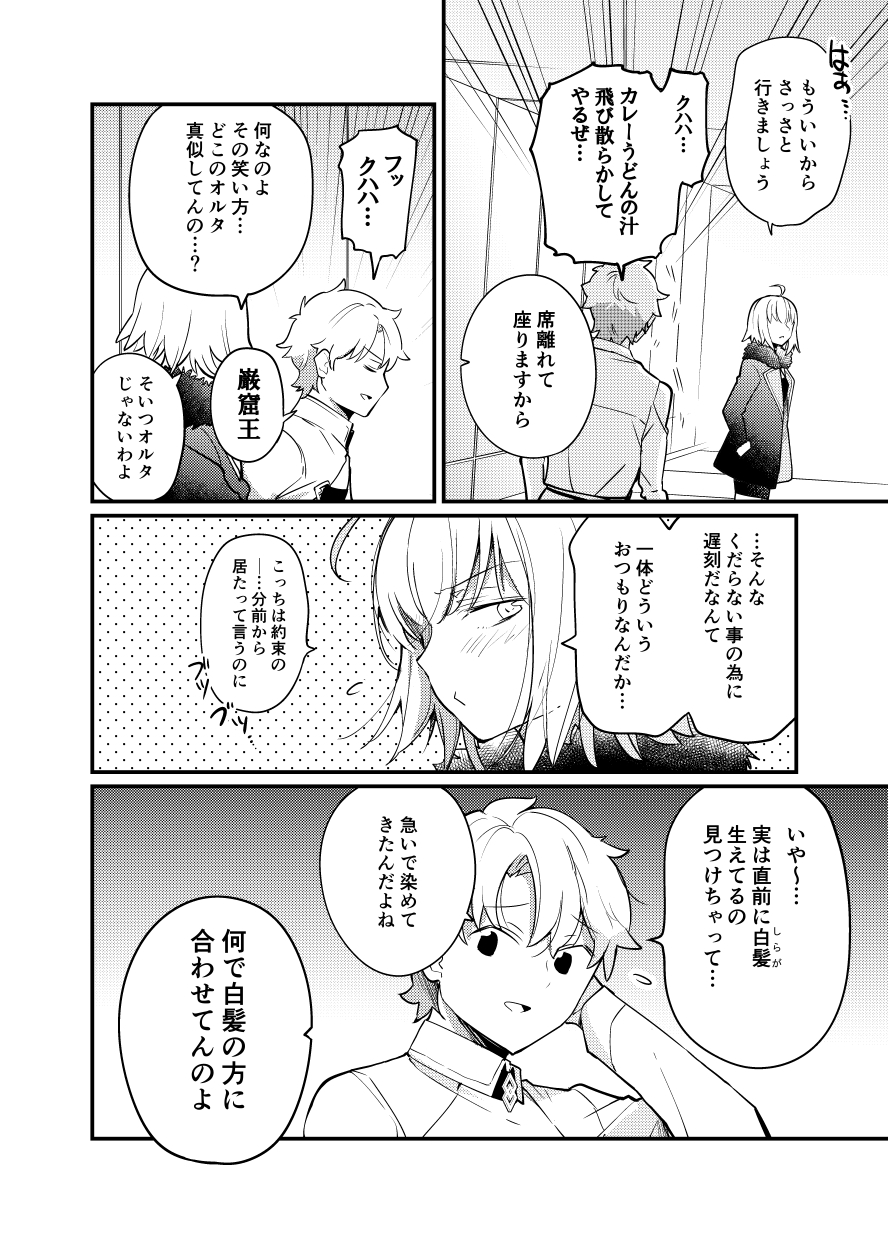 はぁ…
もういいから
さっさと
行きましょう
クハハ…
カレーうどんの汁
飛び散らかして
やるぜ…
席離れて
座りますから
フッ
クハハ…
何なのよ
その笑い方…
どこのオルタ
真似してんの…?
巌窟王
そいつオルタ
じゃないわよ
…そんな
くだらない事の為に
遅刻だなんて
一体どういう
おつもりなんだか…
こっちは約束の
――…分前から
居たって言うのに
ブツ
ブツ
いや〜…
実は直前に白髪
しらが
生えてるの
見つけちゃって…
急いで染めて
きたんだよね
何で白髪の方に
合わせてんのよ